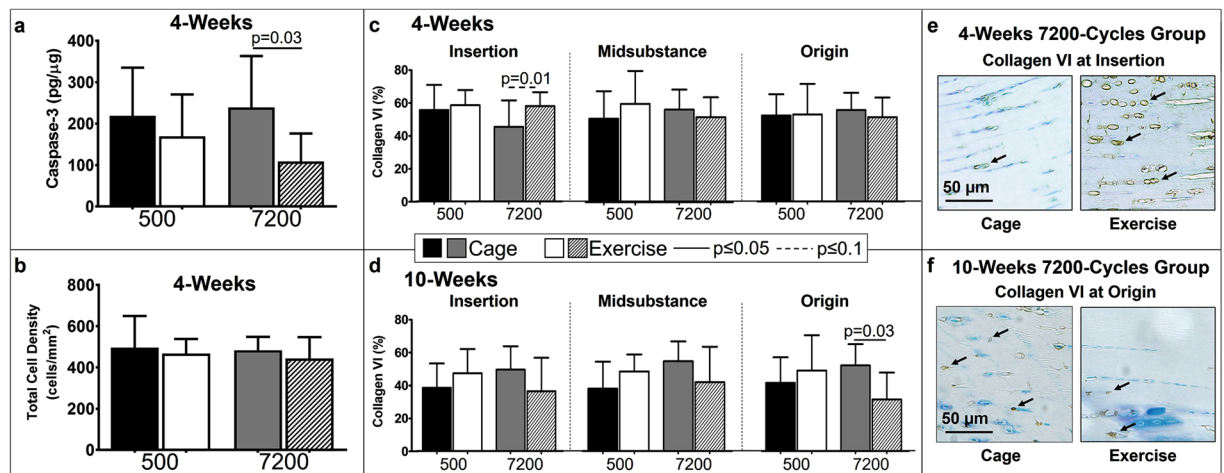 a
4-Weeks
Caspase-3 (pg/μg)
400
300
200
100
0
p=0.03
500
7200
b
4-Weeks
Total Cell Density
(cells/mm²)
800
600
400
200
0
500
7200
c
4-Weeks
Insertion
Midsubstance
Origin
Collagen VI (%)
80
60
40
20
0
p=0.01
500
7200
500
7200
500
7200
Cage
Exercise
p≤0.05
p≤0.1
d
10-Weeks
Insertion
Midsubstance
Origin
Collagen VI (%)
80
60
40
20
0
p=0.03
500
7200
500
7200
500
7200
e
4-Weeks 7200-Cycles Group
Collagen VI at Insertion
50 μm
Cage
Exercise
f
10-Weeks 7200-Cycles Group
Collagen VI at Origin
50 μm
Cage
Exercise